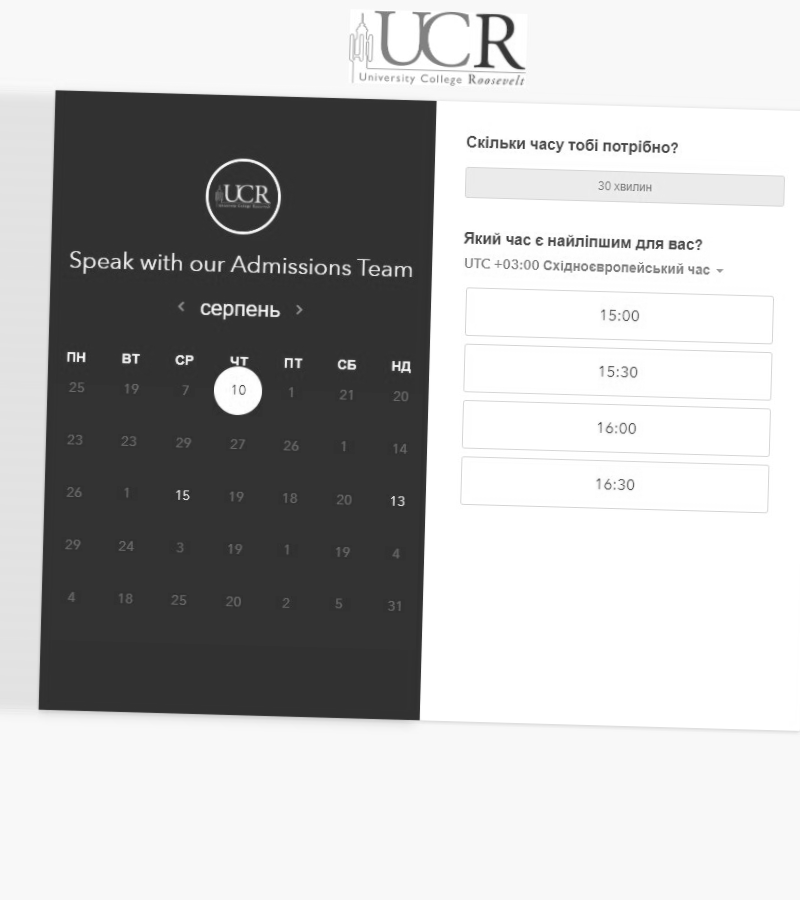 UCR
University College Roosevelt
UCR
University College Roosevelt
Speak with our Admissions Team
серпень
ПН ВТ СР ЧТ ПТ СБ НД
25 19 7 10 1 21 20
23 23 29 27 26 1 14
26 1 15 19 18 20 13
29 24 3 19 1 19 4
4 18 25 20 2 5 31
Скільки часу тобі потрібно?
30 хвилин
Який час є найліпшим для вас?
UTC +03:00 Східноєвропейський час
15:00
15:30
16:00
16:30